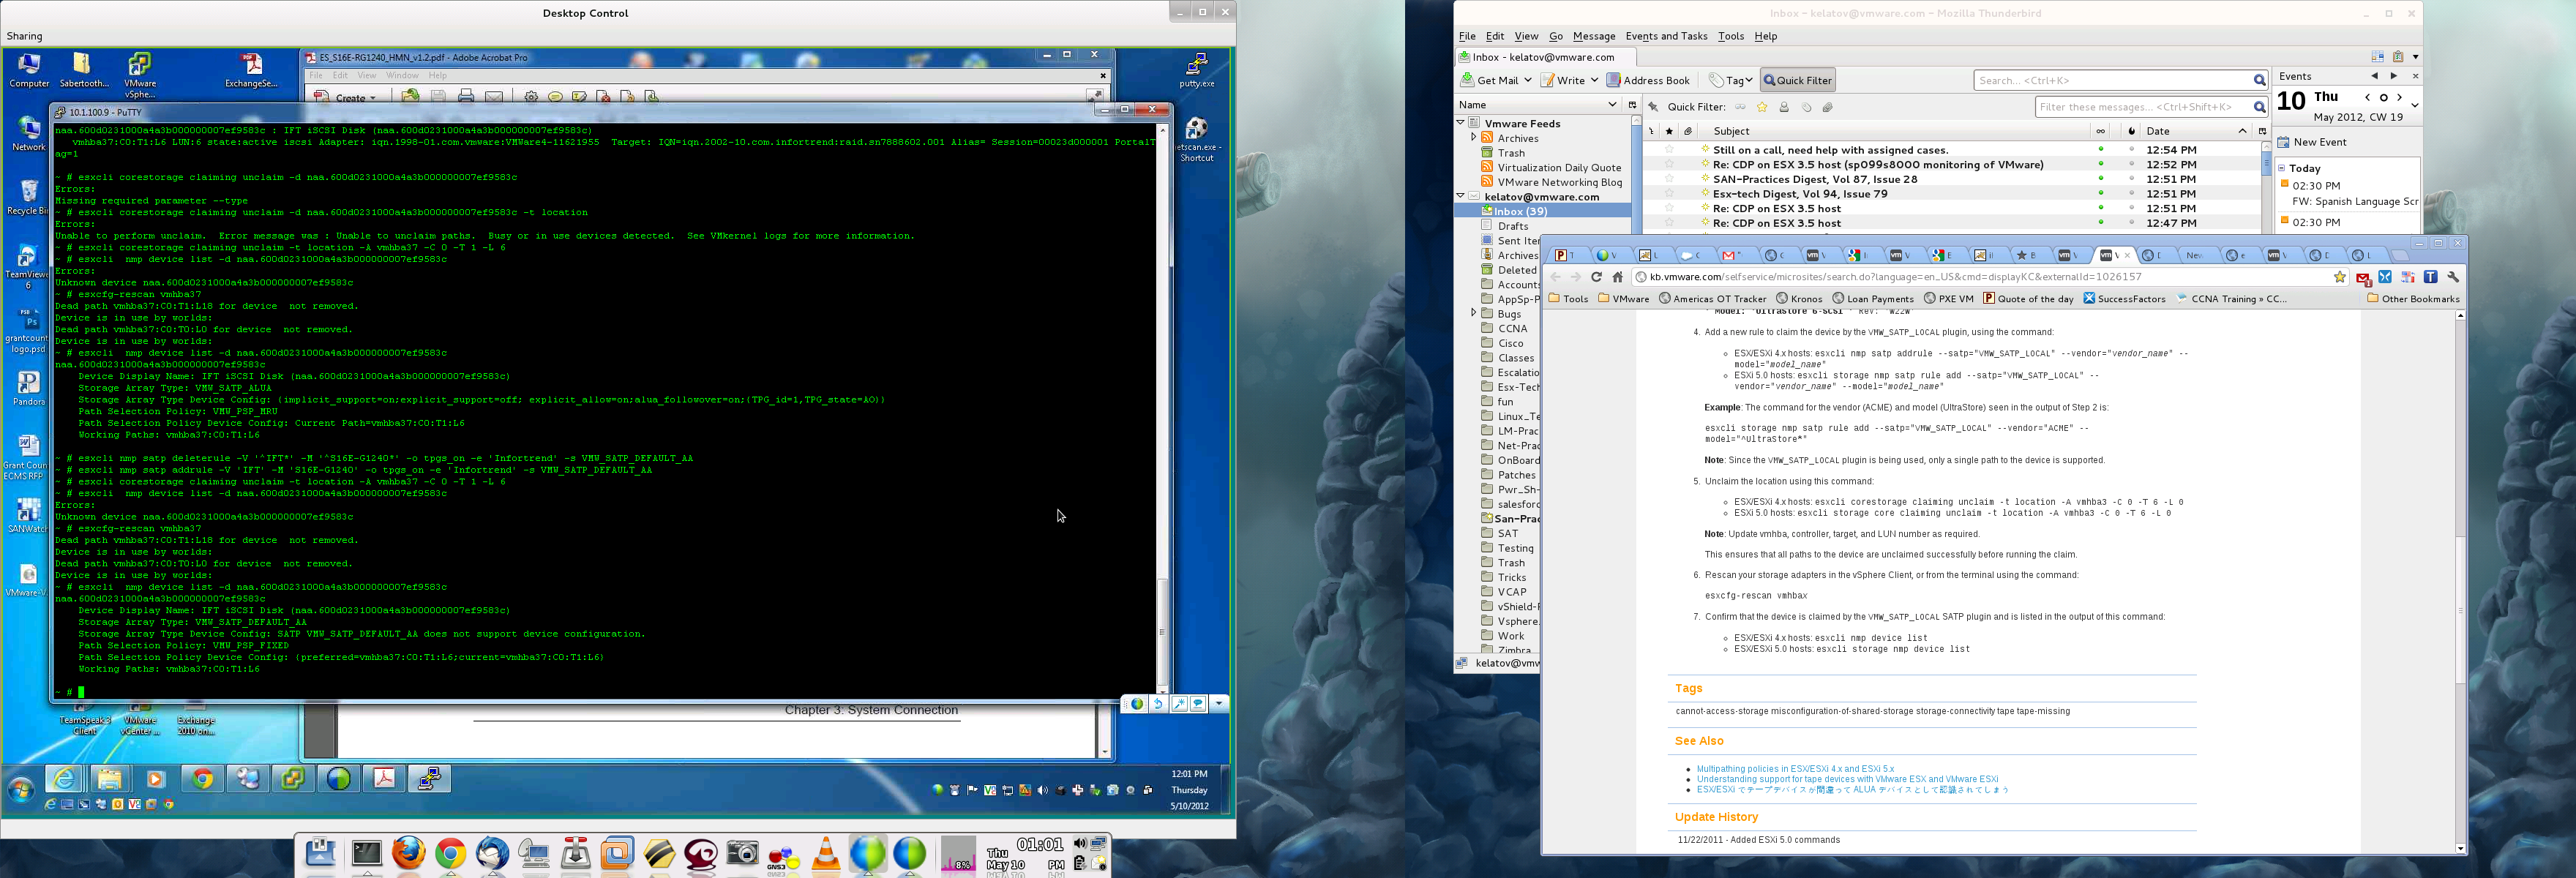 Desktop Control
Sharing
Computer
Sabertooth...
VMware
vSphe...
ExchangeSe...
ES_S16E-RG1240_HMN_v1.2.pdf - Adobe Acrobat Pro
File Edit View Window Help
Create
putty.exe
Network
Recycle Bin
TeamViewer
6
grantcount
logo.psd
Pandora
Grant Coun
ECMS RFP
SANWatch
VMware-V
etscan.exe -
Shortcut
10.1.100.9 - PuTTY
naa.600d0231000a4a3b000000007ef9583c : IFT iSCSI Disk (naa.600d0231000a4a3b000000007ef9583c)
vmhba37:C0:T1:L6 LUN:6 state:active iscsi Adapter: iqn.1998-01.com.vmware:VMWare4-11621955 Target: IQN=iqn.2002-10.com.infortrend:raid.sn7888602.001 Alias= Session=00023d000001 PortalT
ag=1
~ # esxcli corestorage claiming unclaim -d naa.600d0231000a4a3b000000007ef9583c
Errors:
Missing required parameter --type
~ # esxcli corestorage claiming unclaim -d naa.600d0231000a4a3b000000007ef9583c -t location
Errors:
Unable to perform unclaim. Error message was : Unable to unclaim paths. Busy or in use devices detected. See VMkernel logs for more information.
~ # esxcli corestorage claiming unclaim -t location -A vmhba37 -C 0 -T 1 -L 6
~ # esxcli nmp device list -d naa.600d0231000a4a3b000000007ef9583c
Errors:
Unknown device naa.600d0231000a4a3b000000007ef9583c
~ # esxcfg-rescan vmhba37
Dead path vmhba37:C0:T1:L18 for device not removed.
Device is in use by worlds:
Dead path vmhba37:C0:T0:L0 for device not removed.
Device is in use by worlds:
~ # esxcli nmp device list -d naa.600d0231000a4a3b000000007ef9583c
naa.600d0231000a4a3b000000007ef9583c
Device Display Name: IFT iSCSI Disk (naa.600d0231000a4a3b000000007ef9583c)
Storage Array Type: VMW_SATP_ALUA
Storage Array Type Device Config: {implicit_support=on;explicit_support=off; explicit_allow=on;alua_followover=on;{TPG_id=1,TPG_state=AO}}
Path Selection Policy: VMW_PSP_MRU
Path Selection Policy Device Config: Current Path=vmhba37:C0:T1:L6
Working Paths: vmhba37:C0:T1:L6
~ # esxcli nmp satp deleterule -V '^IFT*' -M '^S16E-G1240*' -o tpgs_on -e 'Infortrend' -s VMW_SATP_DEFAULT_AA
~ # esxcli nmp satp addrule -V 'IFT' -M 'S16E-G1240' -o tpgs_on -e 'Infortrend' -s VMW_SATP_DEFAULT_AA
~ # esxcli corestorage claiming unclaim -t location -A vmhba37 -C 0 -T 1 -L 6
~ # esxcli nmp device list -d naa.600d0231000a4a3b000000007ef9583c
Errors:
Unknown device naa.600d0231000a4a3b000000007ef9583c
~ # esxcfg-rescan vmhba37
Dead path vmhba37:C0:T1:L18 for device not removed.
Device is in use by worlds:
Dead path vmhba37:C0:T0:L0 for device not removed.
Device is in use by worlds:
~ # esxcli nmp device list -d naa.600d0231000a4a3b000000007ef9583c
naa.600d0231000a4a3b000000007ef9583c
Device Display Name: IFT iSCSI Disk (naa.600d0231000a4a3b000000007ef9583c)
Storage Array Type: VMW_SATP_DEFAULT_AA
Storage Array Type Device Config: SATP VMW_SATP_DEFAULT_AA does not support device configuration.
Path Selection Policy: VMW_PSP_FIXED
Path Selection Policy Device Config: {preferred=vmhba37:C0:T1:L6;current=vmhba37:C0:T1:L6}
Working Paths: vmhba37:C0:T1:L6
~ #
TeamSpeak 3
Client
VMware
vCenter ...
Exchange
2010 on...
Chapter 3: System Connection
12:01 PM
Thursday
5/10/2012
GNS3
8%
Thu
May 10
01:01
PM
Inbox - kelatov@vmware.com - Mozilla Thunderbird
File Edit View Go Message Events and Tasks Tools Help
Inbox - kelatov@vmware.com
Get Mail Write Address Book Tag Quick Filter Search... <Ctrl+K>
Name
Quick Filter: Filter these messages... <Ctrl+Shift+K>
Subject Date
Still on a call, need help with assigned cases. 12:54 PM
Re: CDP on ESX 3.5 host (sp099s8000 monitoring of VMware) 12:52 PM
SAN-Practices Digest, Vol 87, Issue 28 12:51 PM
Esx-tech Digest, Vol 94, Issue 79 12:51 PM
Re: CDP on ESX 3.5 host 12:51 PM
Re: CDP on ESX 3.5 host 12:47 PM
Vmware Feeds
Archives
Trash
Virtualization Daily Quote
VMware Networking Blog
kelatov@vmware.com
Inbox (39)
Drafts
Sent Iter
Archives
Deleted
Accounts
AppSp-P
Bugs
CCNA
Cisco
Classes
Escalatio
Esx-Tech
fun
Linux_Te
LM-Prac
Net-Prac
OnBoard
Patches
Pwr_Sh-
salesforc
San-Prac
SAT
Testing
Trash
Tricks
VCAP
vShield-P
Vsphere.
Work
Zimbra
kelatov@vmw
Events
10 Thu
May 2012, CW 19
New Event
Today
02:30 PM
FW: Spanish Language Scr
02:30 PM
kb.vmware.com/selfservice/microsites/search.do?language=en_US&cmd=displayKC&externalId=1026157
Tools VMware Americas OT Tracker Kronos Loan Payments PXE VM Quote of the day SuccessFactors CCNA Training » CC... Other Bookmarks
* Model: 'UltraStore 6-SCSI ' Rev: 'W22W'
4. Add a new rule to claim the device by the VMW_SATP_LOCAL plugin, using the command:
ESX/ESXi 4.x hosts: esxcli nmp satp addrule --satp="VMW_SATP_LOCAL" --vendor="vendor_name" --
model="model_name"
ESXi 5.0 hosts: esxcli storage nmp satp rule add --satp="VMW_SATP_LOCAL" --
vendor="vendor_name" --model="model_name"
Example: The command for the vendor (ACME) and model (UltraStore) seen in the output of Step 2 is:
esxcli storage nmp satp rule add --satp="VMW_SATP_LOCAL" --vendor="ACME" --
model="^UltraStore*"
Note: Since the VMW_SATP_LOCAL plugin is being used, only a single path to the device is supported.
5. Unclaim the location using this command:
ESX/ESXi 4.x hosts: esxcli corestorage claiming unclaim -t location -A vmhba3 -C 0 -T 6 -L 0
ESXi 5.0 hosts: esxcli storage core claiming unclaim -t location -A vmhba3 -C 0 -T 6 -L 0
Note: Update vmhba, controller, target, and LUN number as required.
This ensures that all paths to the device are unclaimed successfully before running the claim.
6. Rescan your storage adapters in the vSphere Client, or from the terminal using the command:
esxcfg-rescan vmhbax
7. Confirm that the device is claimed by the VMW_SATP_LOCAL SATP plugin and is listed in the output of this command:
ESX/ESXi 4.x hosts: esxcli nmp device list
ESX/ESXi 5.0 hosts: esxcli storage nmp device list
Tags
cannot-access-storage misconfiguration-of-shared-storage storage-connectivity tape tape-missing
See Also
Multipathing policies in ESX/ESXi 4.x and ESXi 5.x
Understanding support for tape devices with VMware ESX and VMware ESXi
ESX/ESXi でテープデバイスが間違って ALUA デバイスとして認識されてしまう
Update History
11/22/2011 - Added ESXi 5.0 commands